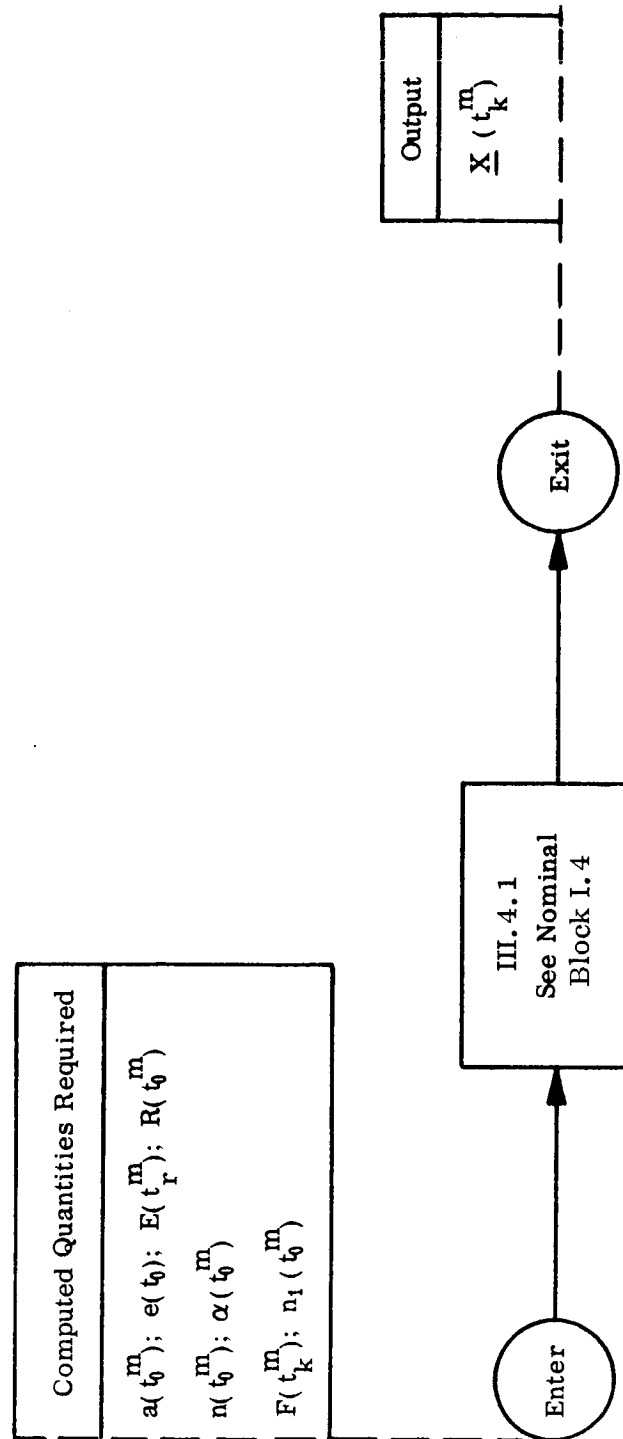 Computed Quantities Required
a(t₀ᵐ); e(t₀); E(tᵣᵐ); R(t₀ᵐ)
n(t₀ᵐ); α(t₀ᵐ)
F(tₖᵐ); n₁(t₀ᵐ)
Enter
III.4.1
See Nominal
Block I.4
Exit
Output
X (tₖᵐ)